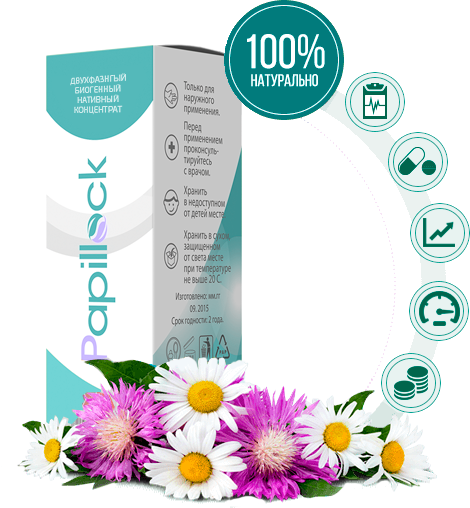 100%
НАТУРАЛЬНО
ДВУХФАЗНГЫЙ
БИОГЕННЫЙ
НАТИВНЫЙ
КОНЦЕНТРАТ
Papillock
Только для
наружного
применения.
Перед
применением
проконсуль-
тируйтесь
с врачом.
Хранить
в недоступном
от детей месте
Хранить в сухом,
защищенном
от света месте
при температуре
не выше 20 С.
Изготовлено: мм.гг
09. 2015
Срок годности: 2 года.